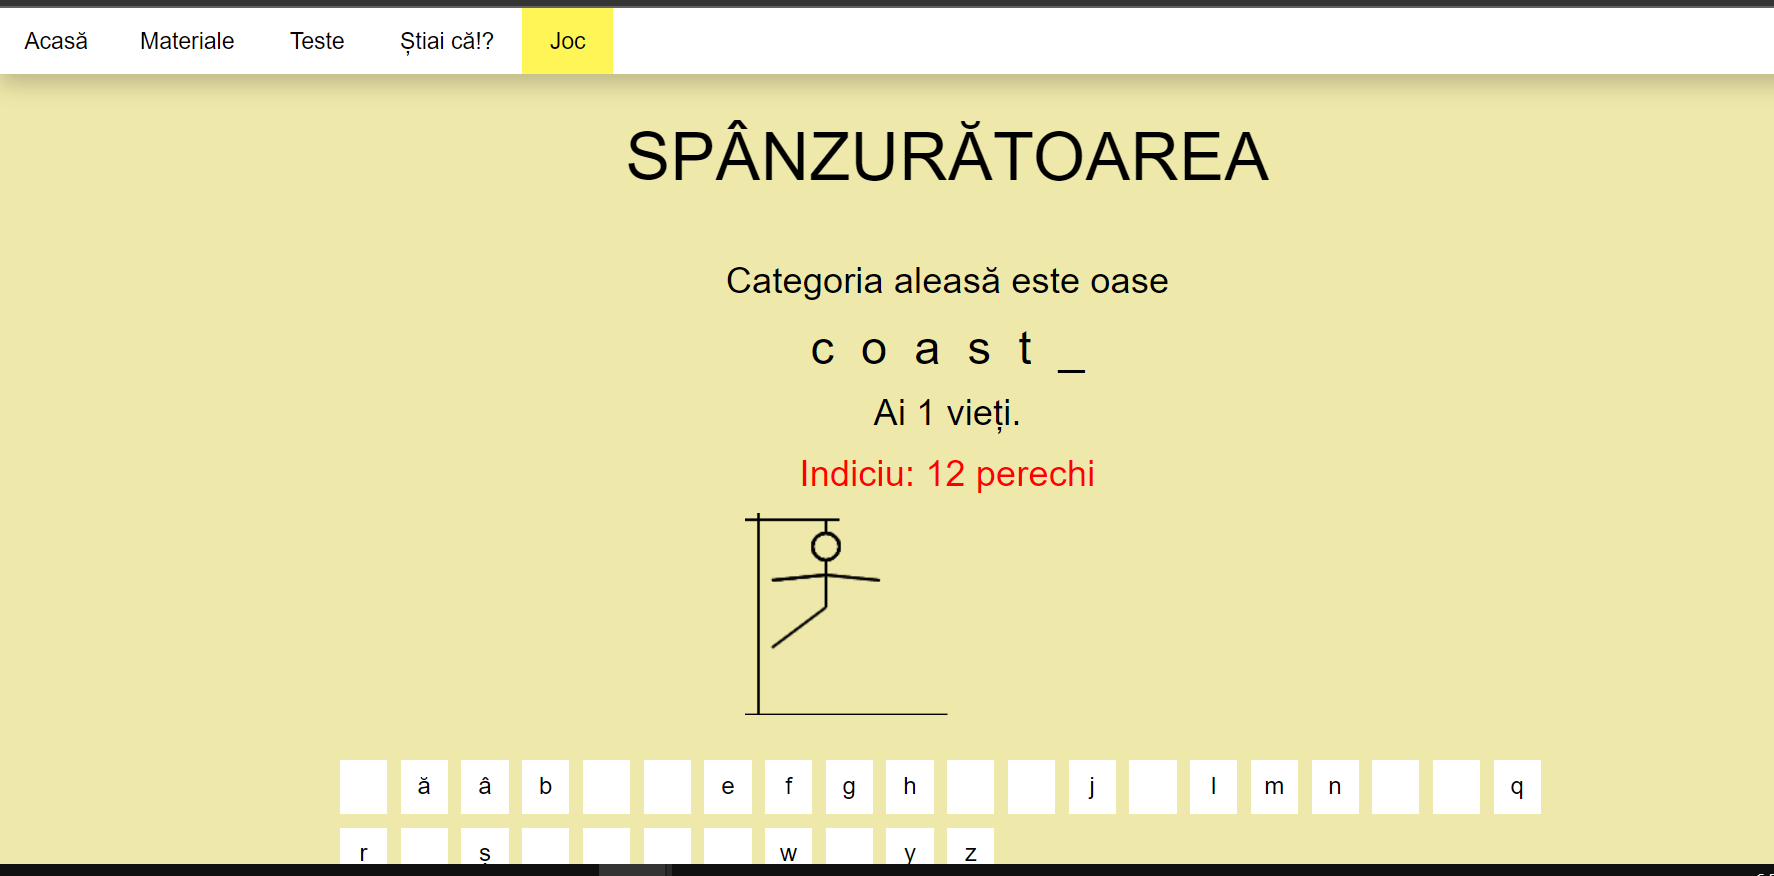 Acasă Materiale Teste Știai că!? Joc
SPÂNZURĂTOAREA
Categoria aleasă este oase
c o a s t _
Ai 1 vieți.
Indiciu: 12 perechi
ă â b e f g h j l m n q
r ș w y z